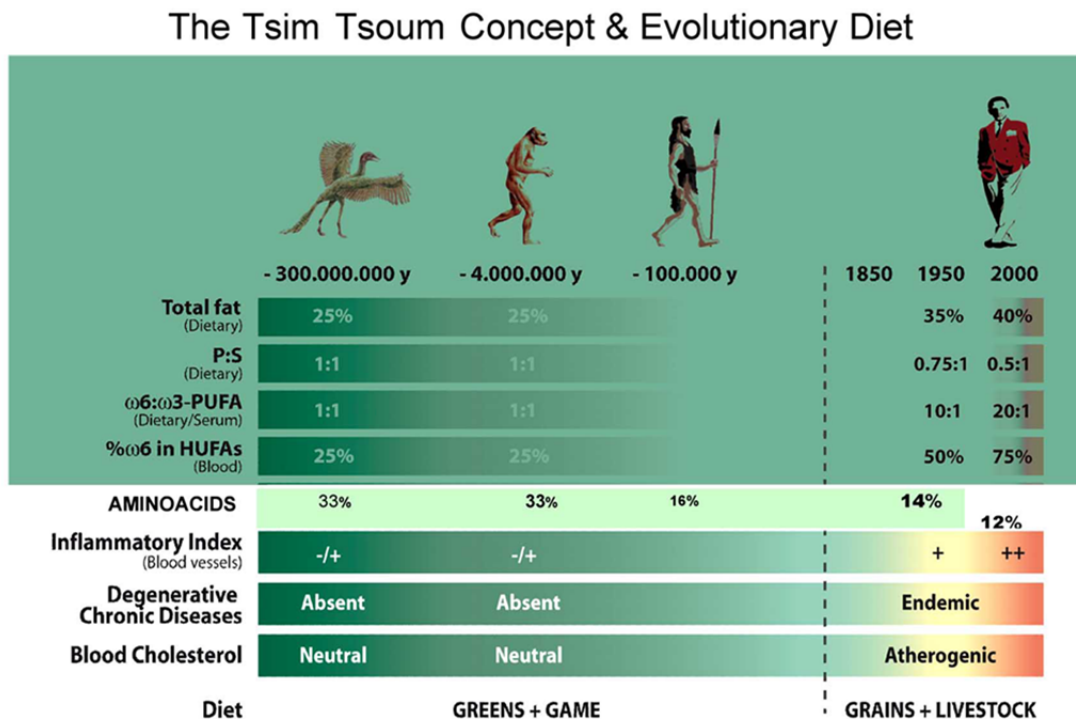 The Tsim Tsoum Concept & Evolutionary Diet
- 300.000.000 y - 4.000.000 y - 100.000 y 1850 1950 2000
Total fat 25% 25% 35% 40%
(Dietary)
P:S 1:1 1:1 0.75:1 0.5:1
(Dietary)
ω6:ω3-PUFA 1:1 1:1 10:1 20:1
(Dietary/Serum)
%ω6 in HUFAs 25% 25% 50% 75%
(Blood)
AMINOACIDS 33% 33% 16% 14%
12%
Inflammatory Index -/+ -/+ + ++
(Blood vessels)
Degenerative
Chronic Diseases Absent Absent Endemic
Blood Cholesterol Neutral Neutral Atherogenic
Diet GREENS + GAME GRAINS + LIVESTOCK